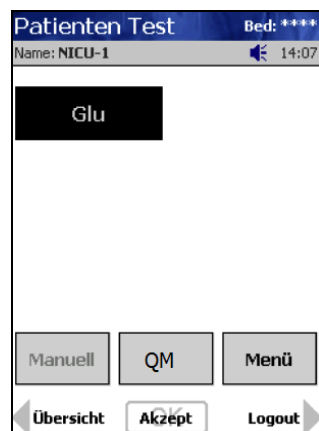 Patienten Test Bed: ****
Name: NICU-1 14:07
Glu
Manuell QM Menü
Übersicht Akzept Logout